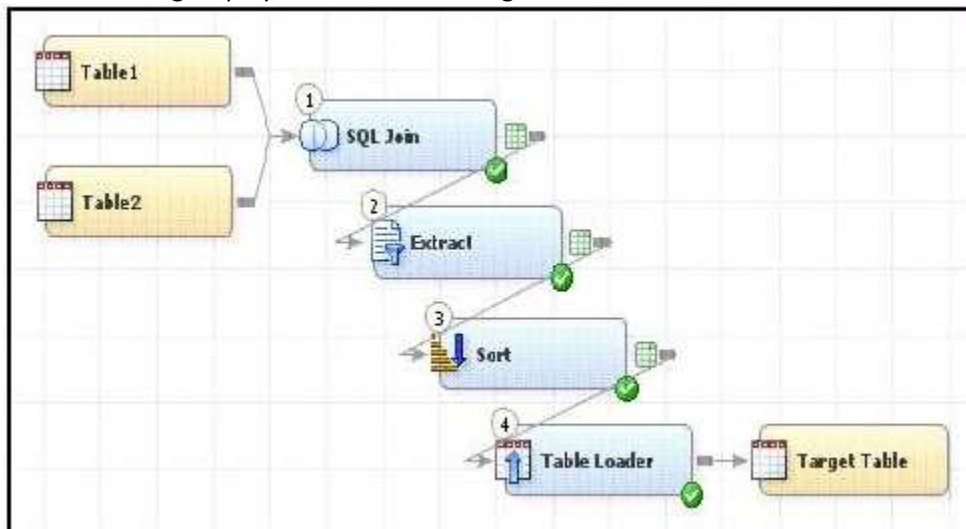 Table1
1
SQL Join
Table2
2
Extract
3
Sort
4
Table Loader
Target Table